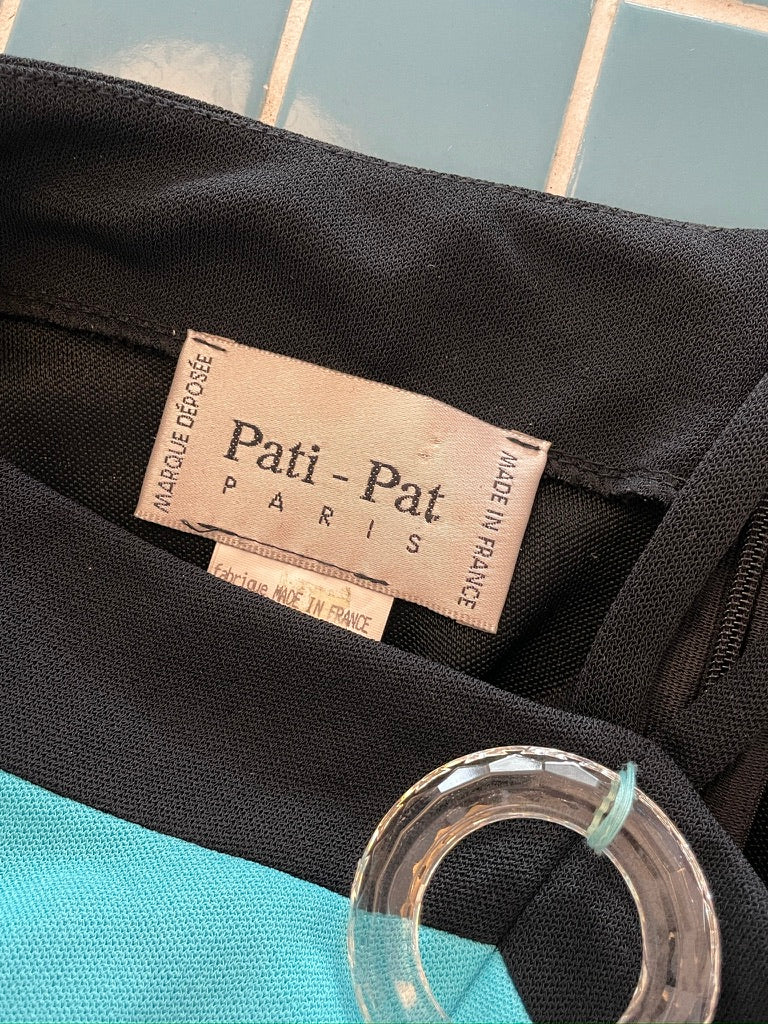 MARQUE DÉPOSÉE
Pati - Pat
PARIS
MADE IN FRANCE
fabrique MADE IN FRANCE